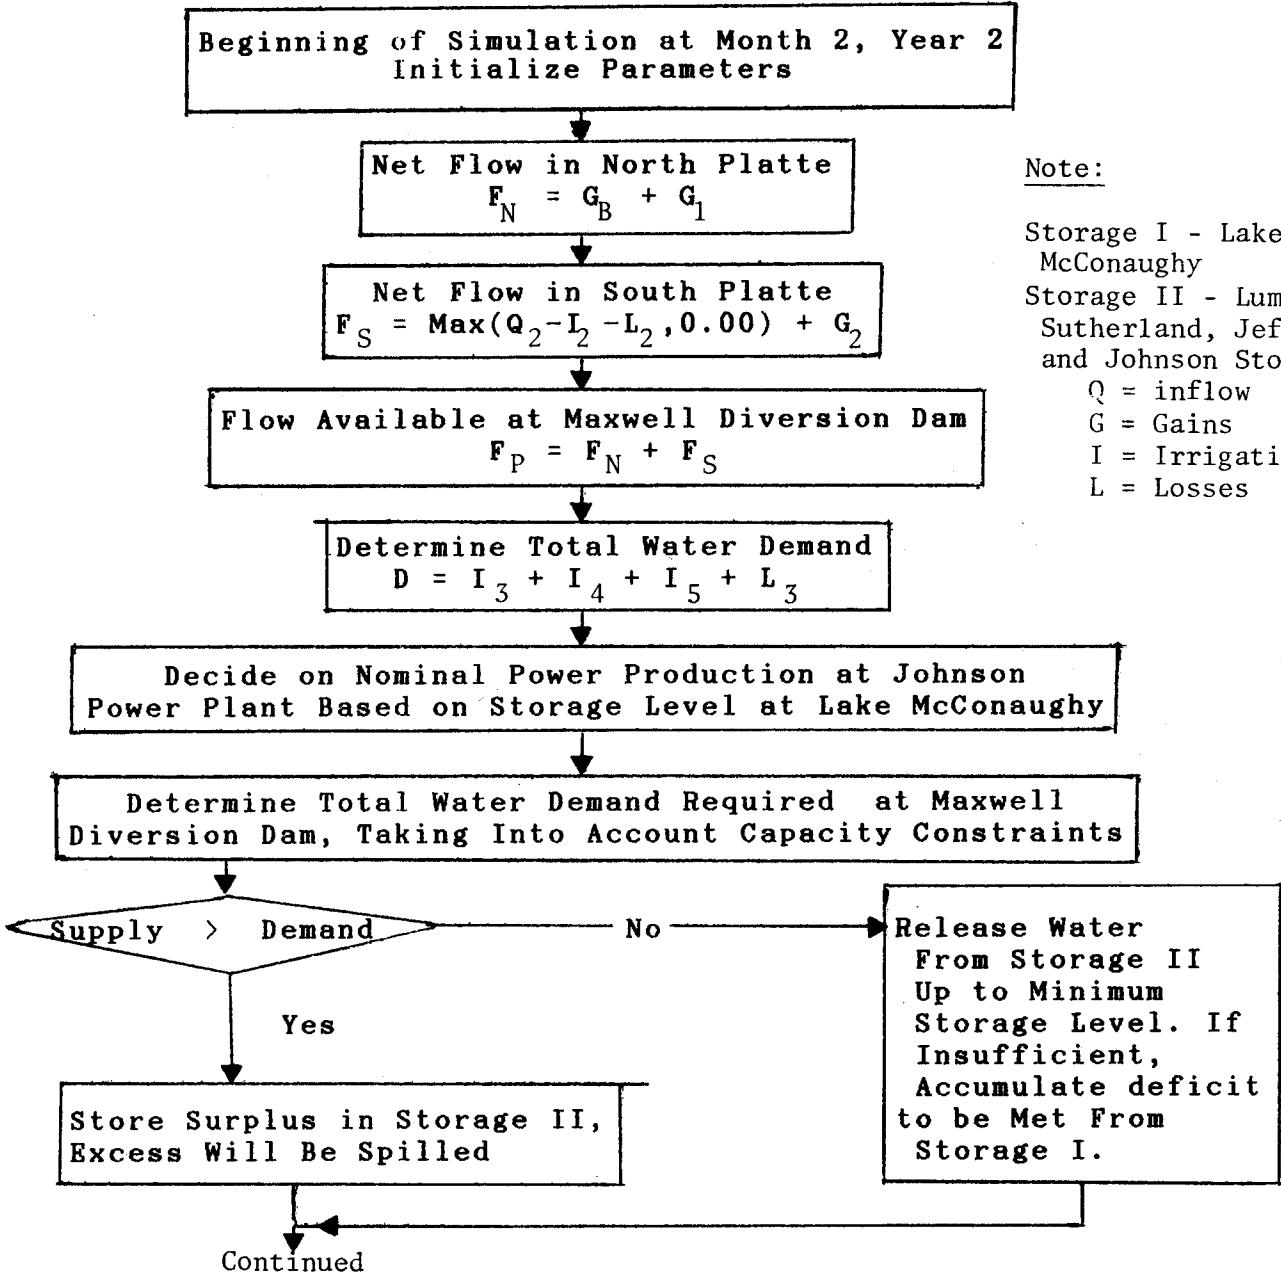 Beginning of Simulation at Month 2, Year 2
Initialize Parameters
Net Flow in North Platte
F_N = G_B + G_1
Net Flow in South Platte
F_S = Max(Q_2-I_2-L_2,0.00) + G_2
Flow Available at Maxwell Diversion Dam
F_P = F_N + F_S
Determine Total Water Demand
D = I_3 + I_4 + I_5 + L_3
Decide on Nominal Power Production at Johnson
Power Plant Based on Storage Level at Lake McConaughy
Determine Total Water Demand Required at Maxwell
Diversion Dam, Taking Into Account Capacity Constraints
Supply > Demand
No
Yes
Release Water
From Storage II
Up to Minimum
Storage Level. If
Insufficient,
Accumulate deficit
to be Met From
Storage I.
Store Surplus in Storage II,
Excess Will Be Spilled
Continued
Note:
Storage I - Lake
McConaughy
Storage II -
Sutherland,
and Johnson
Q = inflow
G = Gains
I =
L = Losses